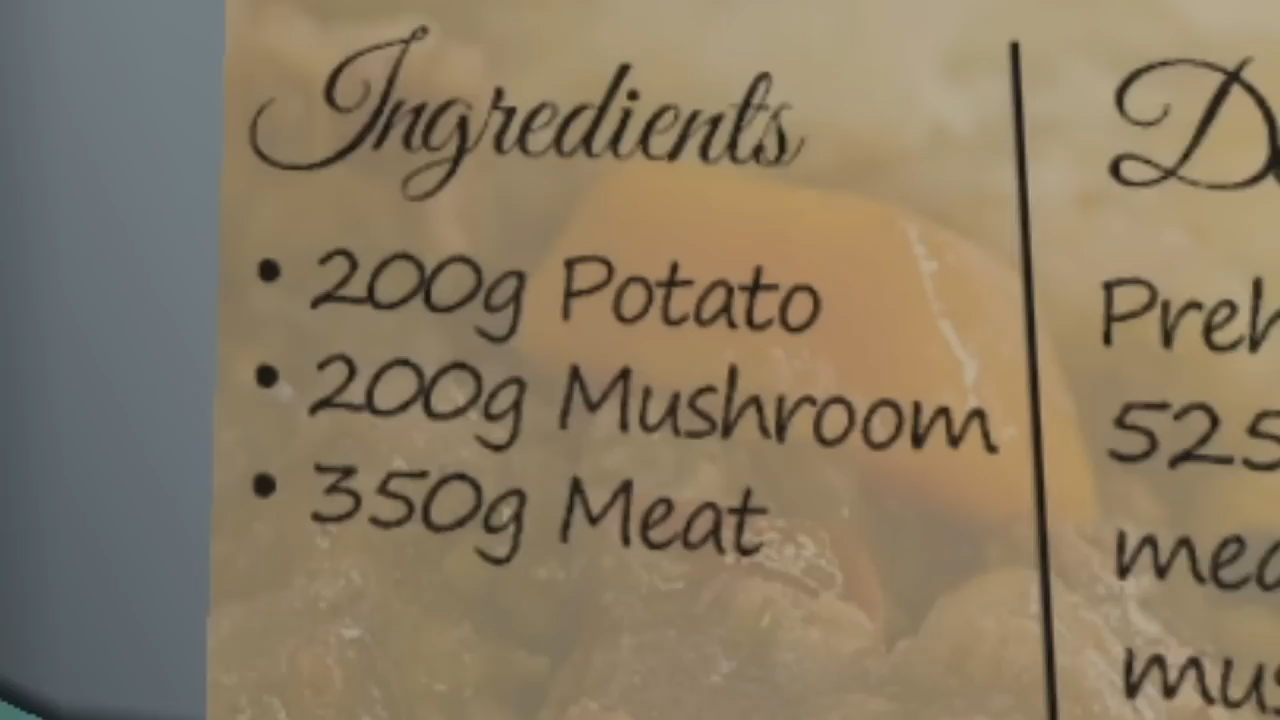 Ingredients
• 200g Potato
• 200g Mushroom
• 350g Meat